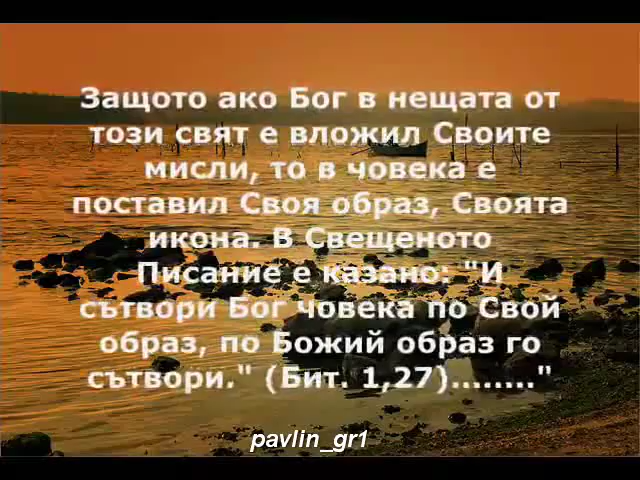 Защото ако Бог в нещата от
този свят е вложил Своите
мисли, то в човека е
поставил Своя образ, Своята
икона. В Свещеното
Писание е казано: "И
сътвори Бог човека по Свой
образ, по Божий образ го
сътвори." (Бит. 1,27)........"
pavlin_gr1